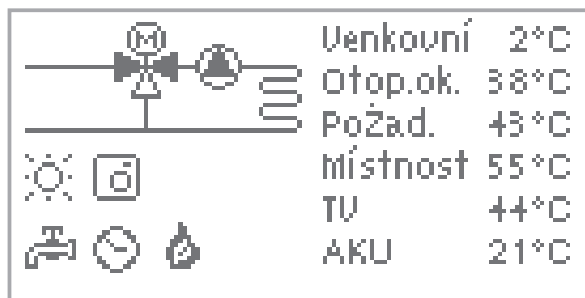 M
Venkovní 2°C
Otop.ok. 38°C
Požad. 43°C
Místnost 55°C
TV 44°C
AKU 21°C